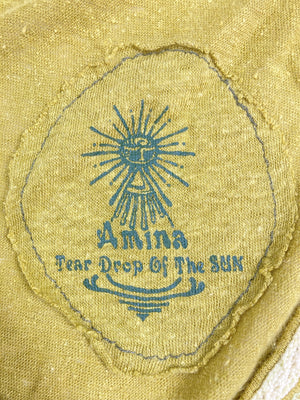 Amina
Tear Drop Of The SUN